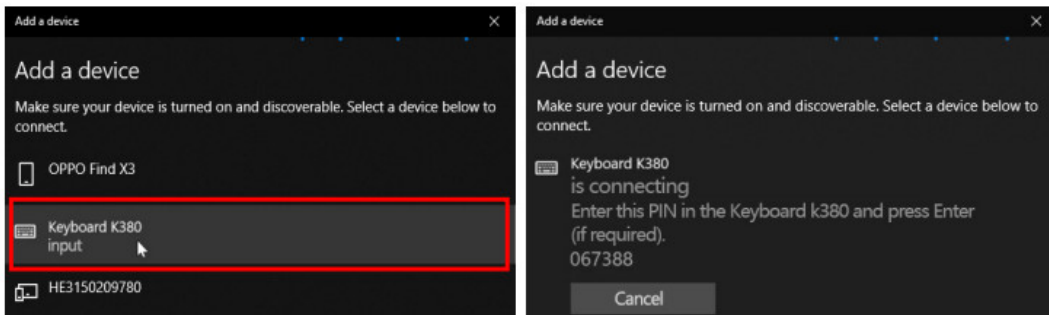 Add a device
Add a device
Make sure your device is turned on and discoverable. Select a device below to
connect.
OPPO Find X3
Keyboard K380
input
HE3150209780
Add a device
Add a device
Make sure your device is turned on and discoverable. Select a device below to
connect.
Keyboard K380
is connecting
Enter this PIN in the Keyboard k380 and press Enter
(if required).
067388
Cancel